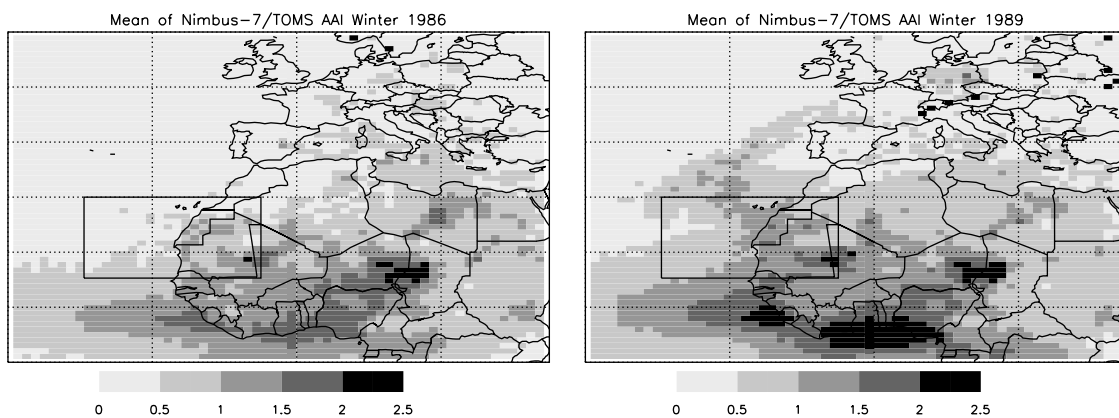 Mean of Nimbus-7/TOMS AAI Winter 1986
0 0.5 1 1.5 2 2.5
Mean of Nimbus-7/TOMS AAI Winter 1989
0 0.5 1 1.5 2 2.5